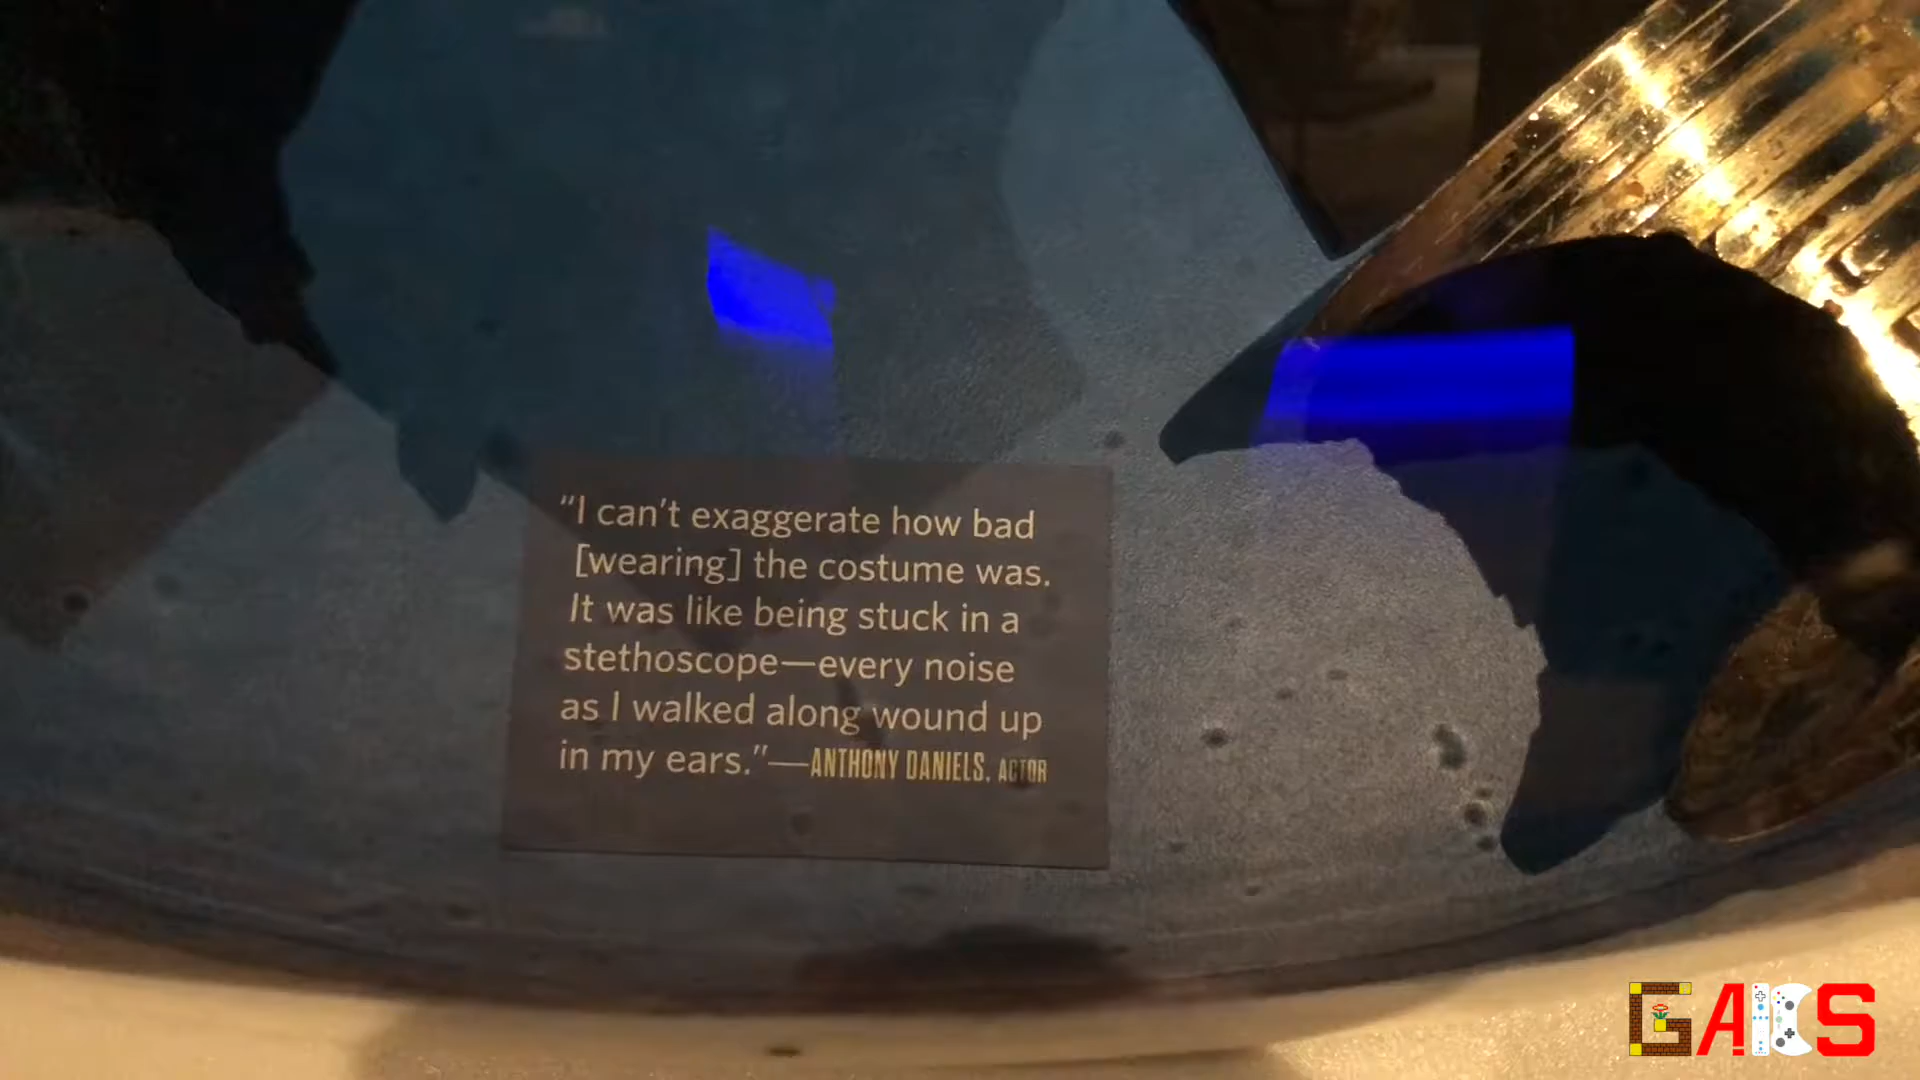 “I can’t exaggerate how bad
[wearing] the costume was.
It was like being stuck in a
stethoscope—every noise
as I walked along wound up
in my ears.”—ANTHONY DANIELS, ACTOR